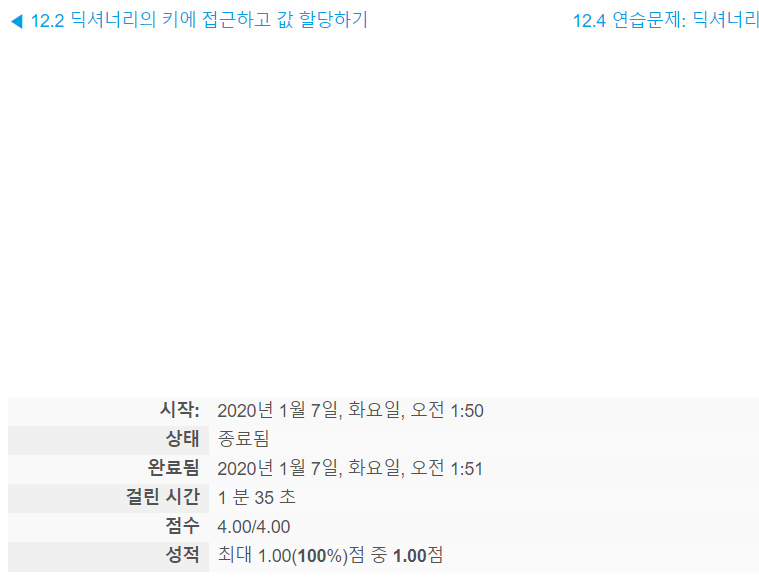 ◀ 12.2 딕셔너리의 키에 접근하고 값 할당하기 12.4 연습문제: 딕셔너리
시작: 2020년 1월 7일, 화요일, 오전 1:50
상태 종료됨
완료됨 2020년 1월 7일, 화요일, 오전 1:51
걸린 시간 1 분 35 초
점수 4.00/4.00
성적 최대 1.00(100%)점 중 1.00점